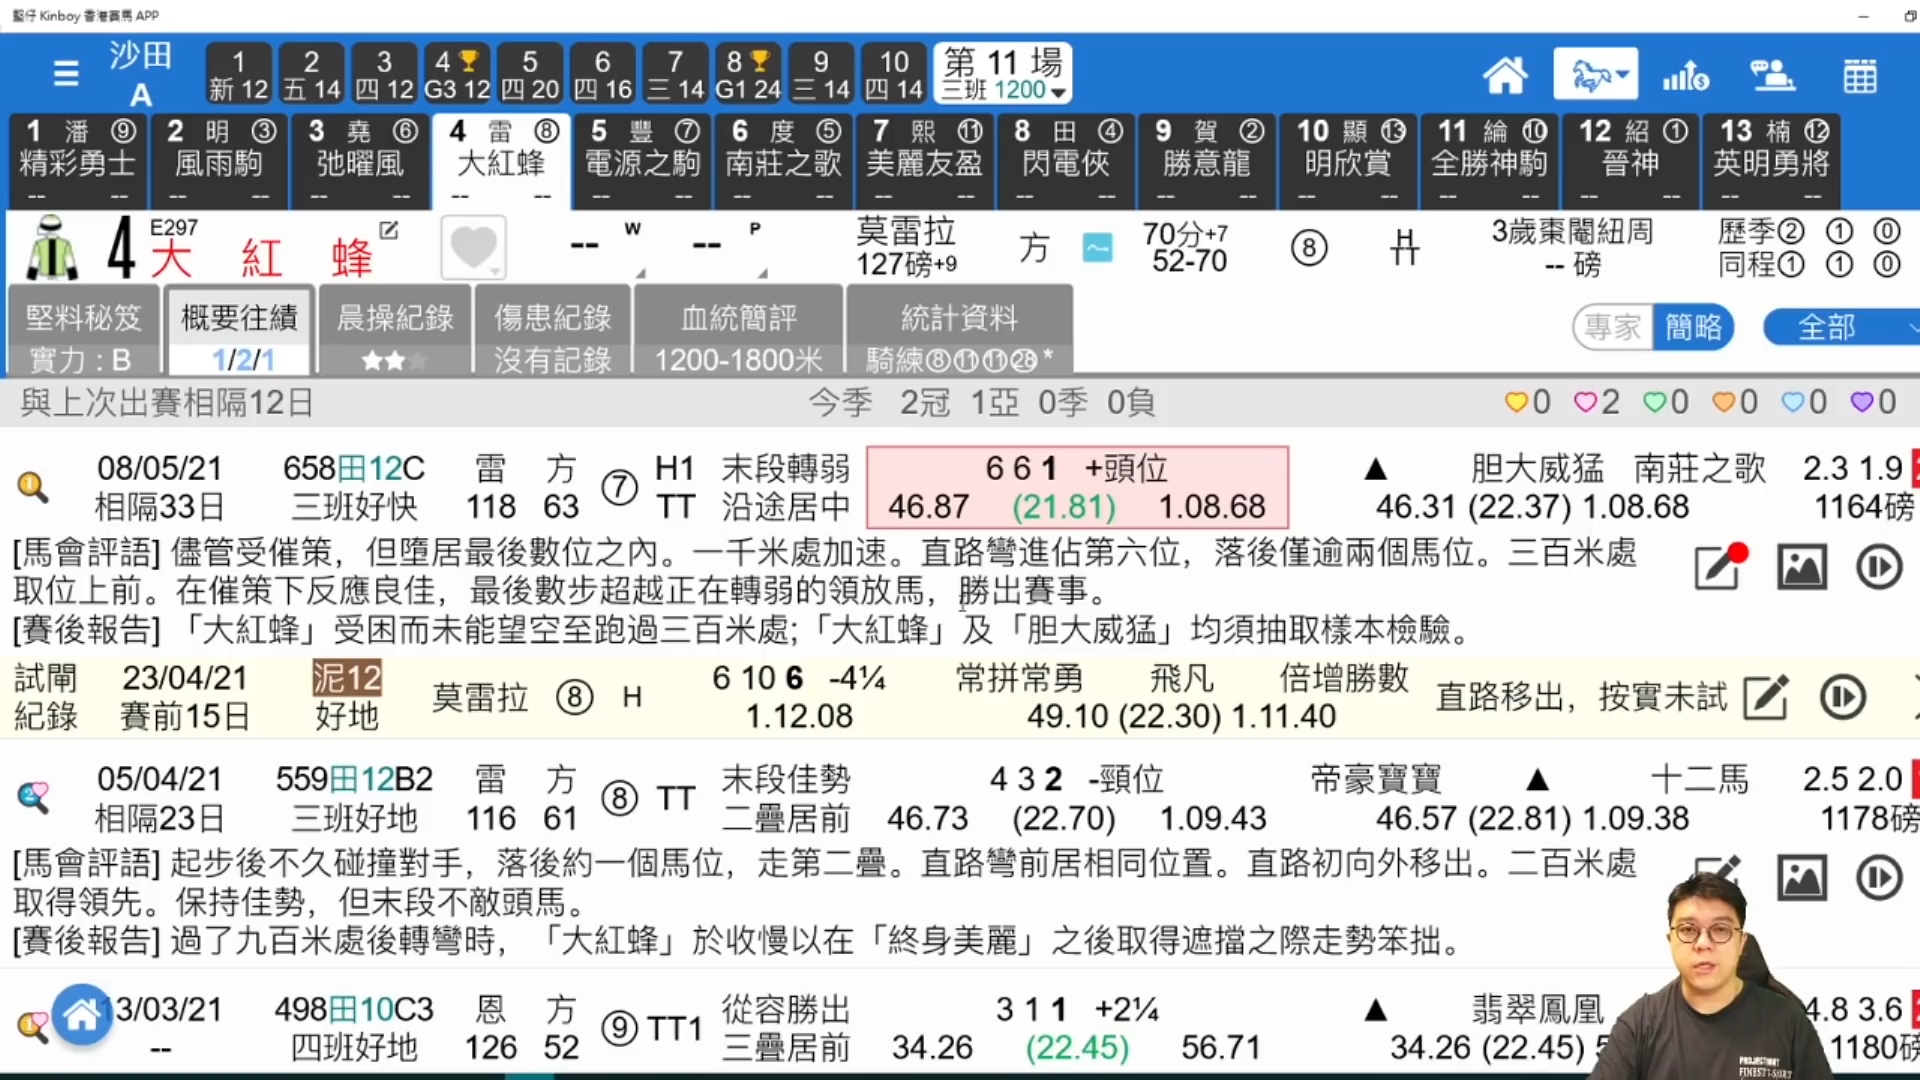 堅仔 Kinboy 香港賽馬 APP
沙田 A
1 新 12
2 五 14
3 四 12
4 G3 12
5 四 20
6 四 16
7 三 14
8 G1 24
9 三 14
10 四 14
第 11 場 三班 1200
1 潘 ⑨ 精彩勇士 -- --
2 明 ③ 風雨駒 -- --
3 堯 ⑥ 弛曜風 -- --
4 雷 ⑧ 大紅蜂 -- --
5 豐 ⑦ 電源之駒 -- --
6 度 ⑤ 南莊之歌 -- --
7 熙 ⑪ 美麗友盈 -- --
8 田 ④ 閃電俠 -- --
9 賀 ② 勝意龍 -- --
10 顯 ⑬ 明欣賞 -- --
11 綸 ⑩ 全勝神駒 -- --
12 紹 ① 晉神 -- --
13 楠 ⑫ 英明勇將 -- --
4 E297 大紅蜂 -- W -- P 莫雷拉 方 70分+7 ⑧ H 3歲棗閹紐周 歷季② ① ⓪
127磅+9 52-70 TT -- 磅 同程① ① ⓪
堅料秘笈 概要往績 晨操紀錄 傷患紀錄 血統簡評 統計資料 專家 簡略 全部
實力 : B 1/2/1 ★★ 沒有記錄 1200-1800米 騎練⑧⑪⑪㉘ *
與上次出賽相隔12日 今季 2冠 1亞 0季 0負 0 2 0 0 0 0
1 08/05/21 658田12C 雷 方 ⑦ H1 末段轉弱 6 6 1 +頭位 ▲ 胆大威猛 南莊之歌 2.3 1.9
相隔33日 三班好快 118 63 TT 沿途居中 46.87 (21.81) 1.08.68 46.31 (22.37) 1.08.68 1164磅
[馬會評語] 儘管受催策，但墮居最後數位之內。一千米處加速。直路彎進佔第六位，落後僅逾兩個馬位。三百米處
取位上前。在催策下反應良佳，最後數步超越正在轉弱的領放馬，勝出賽事。
[賽後報告] 「大紅蜂」受困而未能望空至跑過三百米處;「大紅蜂」及「胆大威猛」均須抽取樣本檢驗。
試閘 23/04/21 泥12 莫雷拉 ⑧ H 6 10 6 -4¼ 常拼常勇 飛凡 倍增勝數 直路移出，按實未試
紀錄 賽前15日 好地 1.12.08 49.10 (22.30) 1.11.40
2 05/04/21 559田12B2 雷 方 ⑧ TT 末段佳勢 4 3 2 -頸位 帝豪寶寶 ▲ 十二馬 2.5 2.0
相隔23日 三班好地 116 61 二疊居前 46.73 (22.70) 1.09.43 46.57 (22.81) 1.09.38 1178磅
[馬會評語] 起步後不久碰撞對手，落後約一個馬位，走第二疊。直路彎前居相同位置。直路初向外移出。二百米處
取得領先。保持佳勢，但末段不敵頭馬。
[賽後報告] 過了九百米處後轉彎時，「大紅蜂」於收慢以在「終身美麗」之後取得遮擋之際走勢笨拙。
1 13/03/21 498田10C3 恩 方 ⑨ TT1 從容勝出 3 1 1 +2¼ ▲ 翡翠鳳凰 4.8 3.6
-- 四班好地 126 52 三疊居前 34.26 (22.45) 56.71 34.26 (22.45) 5 1180磅